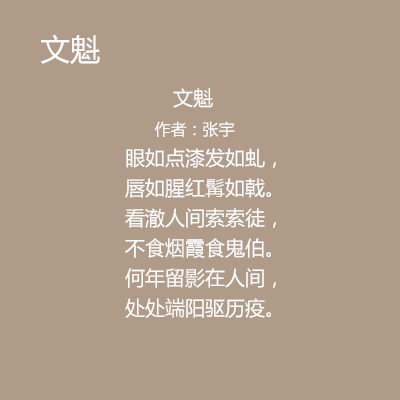 文魁
文魁
作者：张宇
眼如点漆发如虬，
唇如腥红髯如戟。
看澈人间索索徒，
不食烟霞食鬼伯。
何年留影在人间，
处处端阳驱历疫。